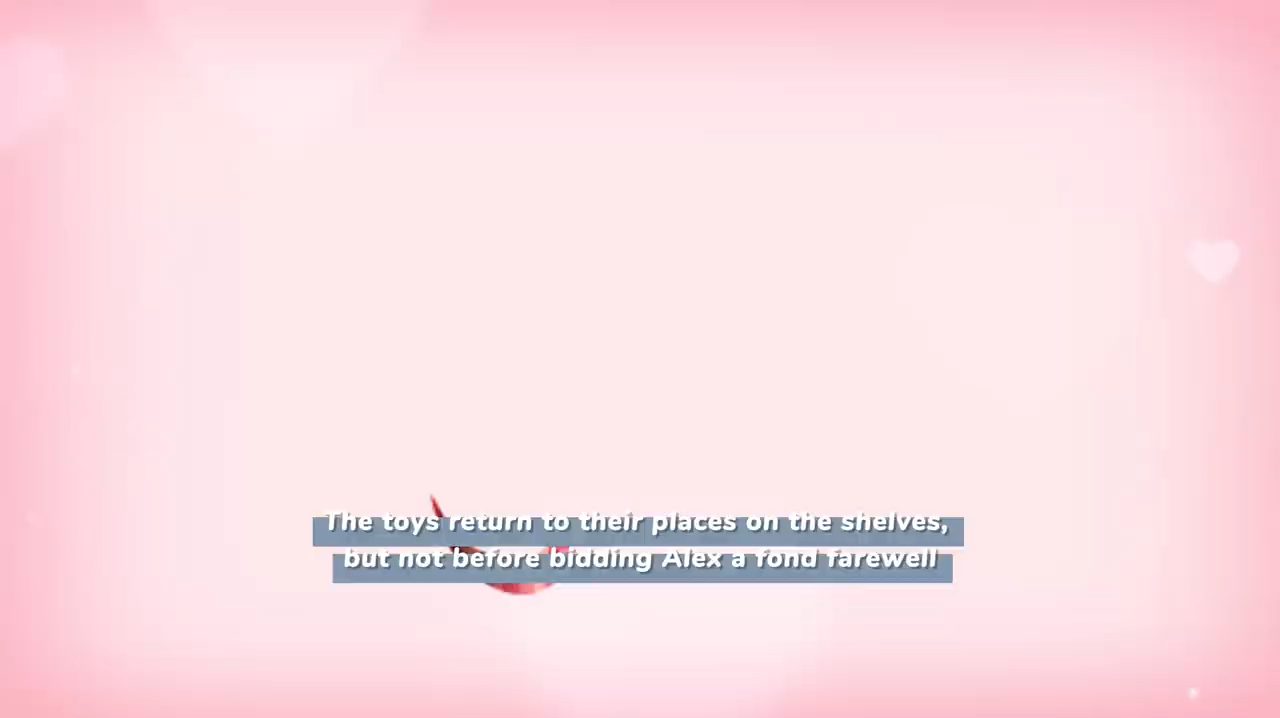 The toys return to their places on the shelves,
but not before bidding Alex a fond farewell